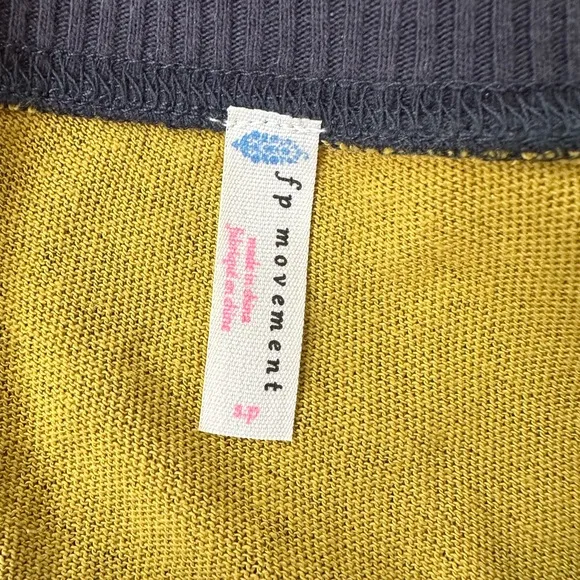 fp movement
made in china
fabriqué en chine